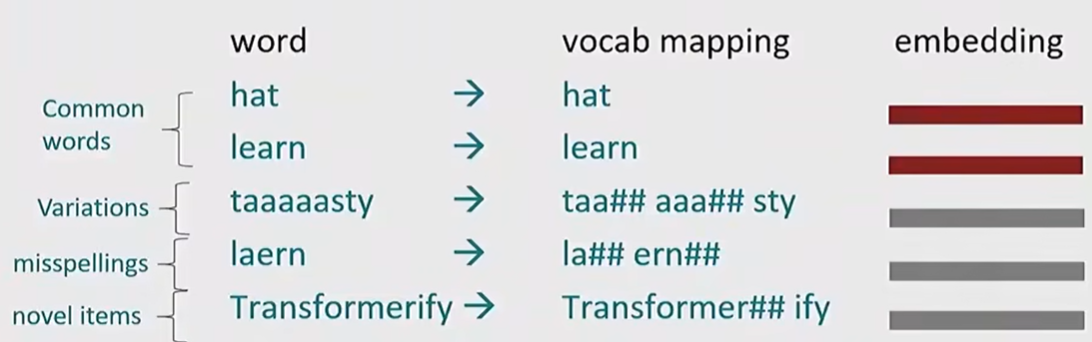 word vocab mapping embedding
Common words
hat → hat
learn → learn
Variations
taaaaasty → taa## aaa## sty
misspellings
laern → la## ern##
novel items
Transformerify → Transformer## ify